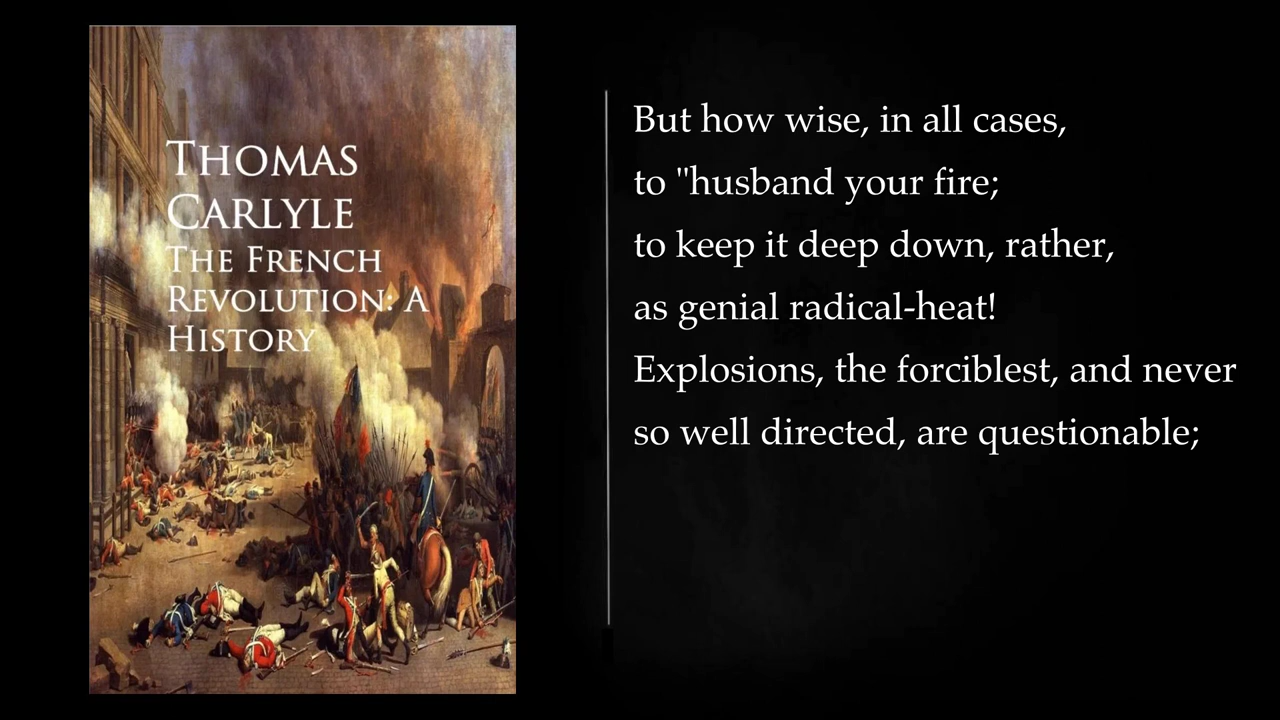 THOMAS
CARLYLE
THE FRENCH
REVOLUTION: A
HISTORY
But how wise, in all cases,
to "husband your fire;
to keep it deep down, rather,
as genial radical-heat!
Explosions, the forciblest, and never
so well directed, are questionable;